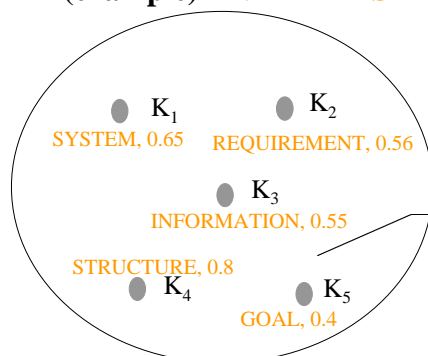 K1
K2
SYSTEM, 0.65
REQUIREMENT, 0.56
K3
INFORMATION, 0.55
STRUCTURE, 0.8
K4
K5
GOAL, 0.4